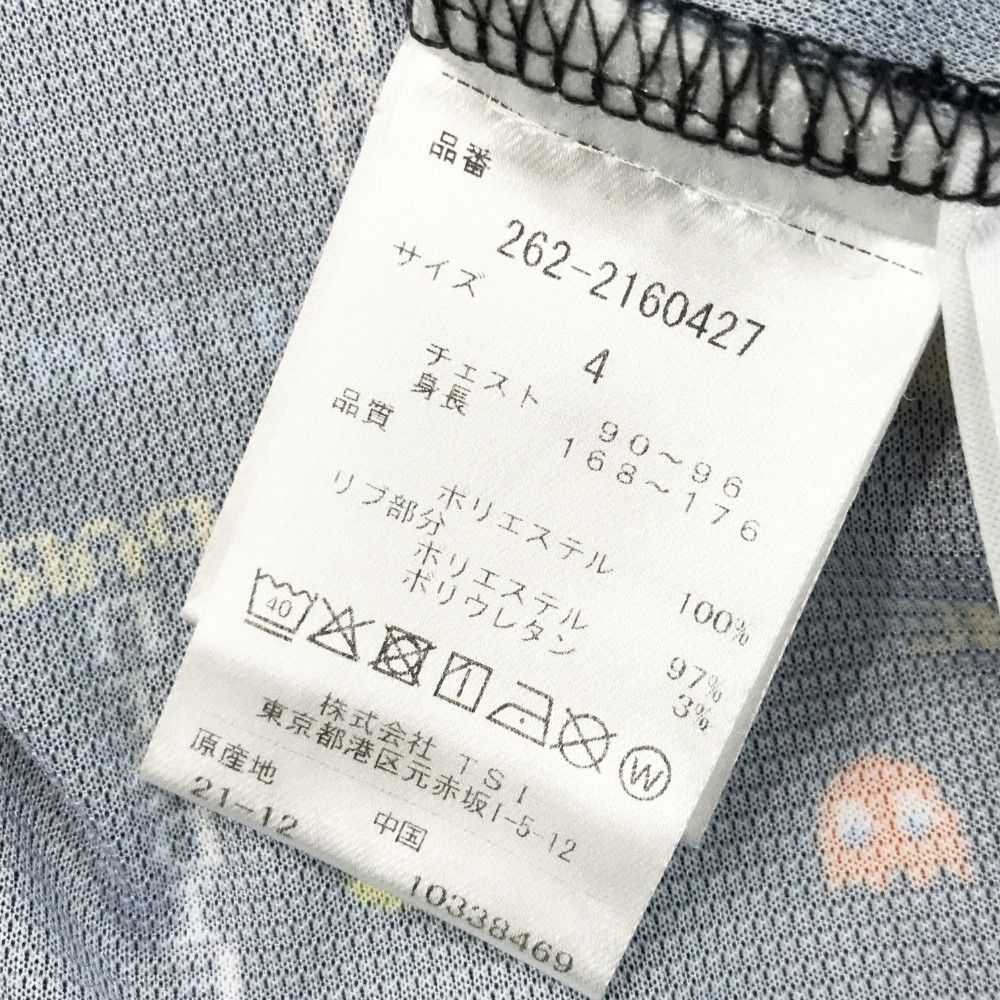 品番
262-2160427
サイズ
4
チェスト 90～96
身長 168～176
品質
ポリエステル 100%
リブ部分
ポリエステル 97%
ポリウレタン 3%
40
W
株式会社 TSI
東京都港区元赤坂1-5-12
原産地 中国
21-12 10338469